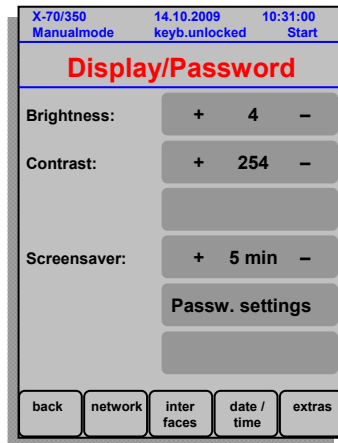 X-70/350 14.10.2009 10:31:00
Manualmode keyb.unlocked Start
Display/Password
Brightness: + 4 –
Contrast: + 254 –
Screensaver: + 5 min –
Passw. settings
back network inter faces date / time extras